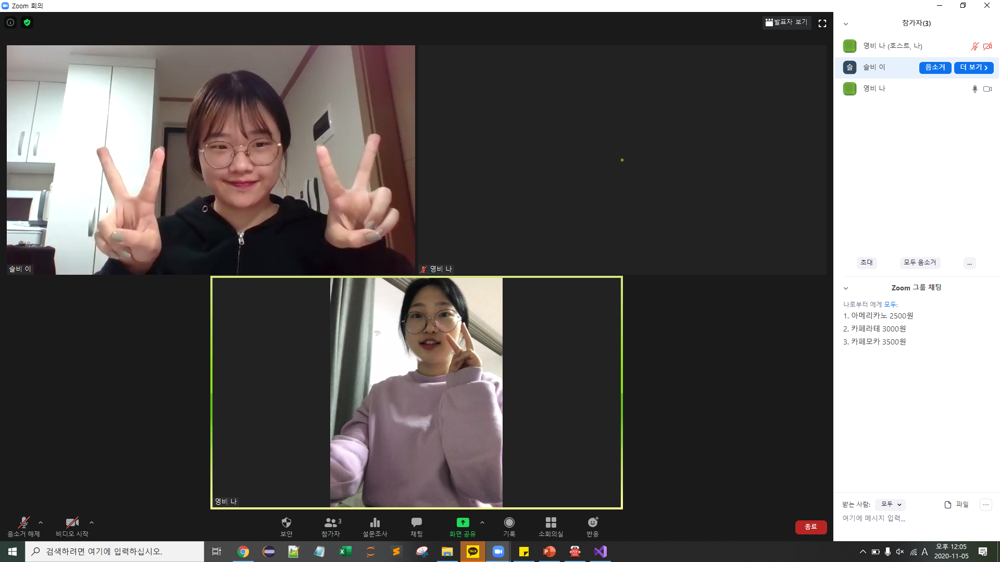 Zoom 회의
발표자 보기
슬비 이
영비 나
영비 나
참가자(3)
영비 나 (호스트, 나)
슬
슬비 이
음소거
더 보기 >
영비 나
초대
모두 음소거
...
Zoom 그룹 채팅
나로부터 에게 모두:
1. 아메리카노 2500원
2. 카페라테 3000원
3. 카페모카 3500원
받는 사람:
모두
파일
...
여기에 메시지 입력...
음소거 해제
비디오 시작
보안
3
참가자
설문조사
채팅
화면 공유
기록
소회의실
반응
종료
검색하려면 여기에 입력하십시오.
TALK
A
오후 12:05
2020-11-05